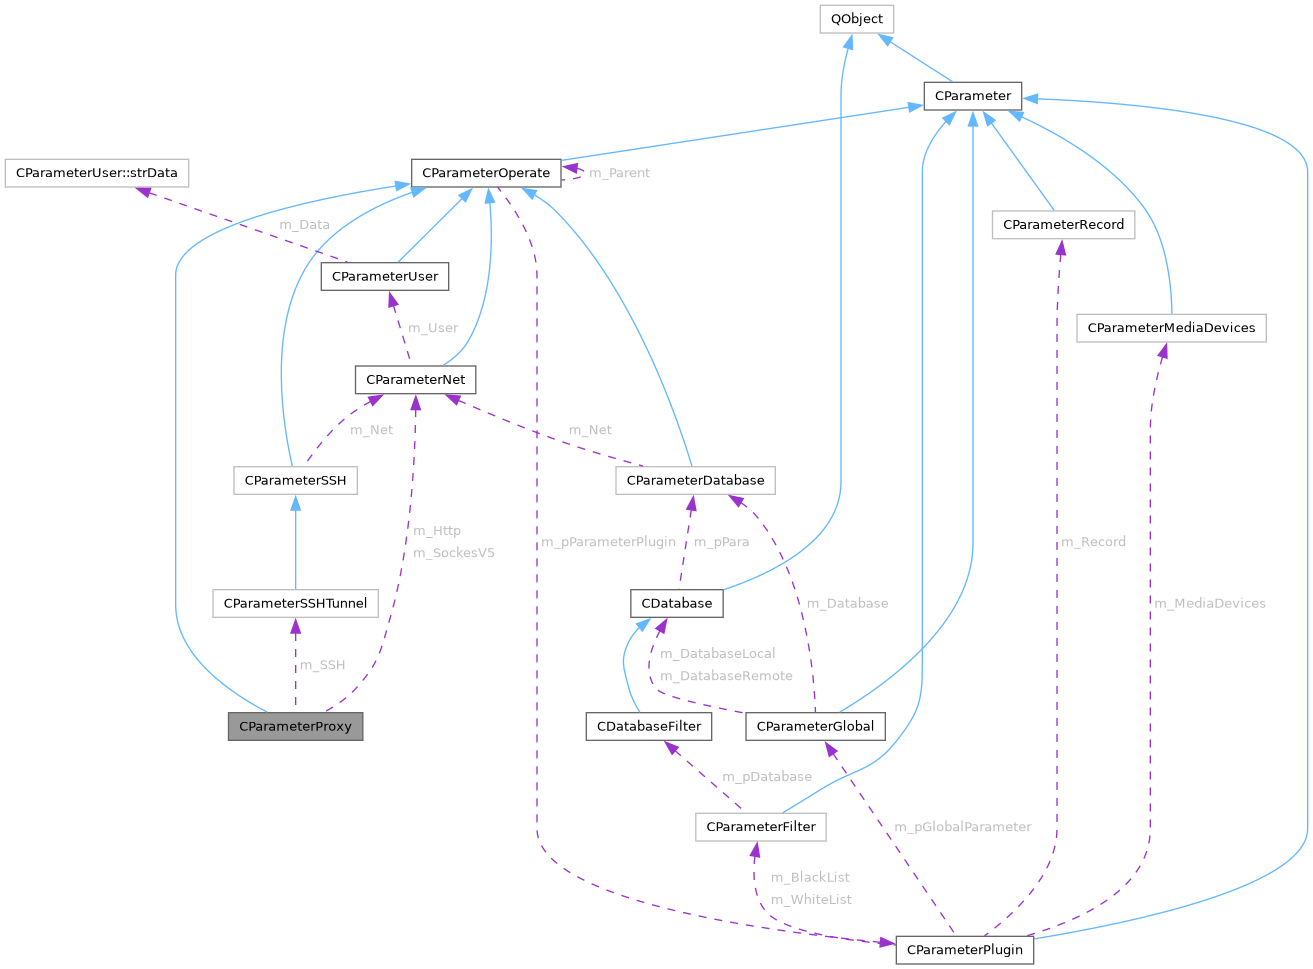 QObject
CParameter
CParameterUser::strData
CParameterOperate
m_Parent
m_Data
CParameterRecord
CParameterUser
m_User
CParameterMediaDevices
CParameterNet
m_Net
m_Net
CParameterSSH
CParameterDatabase
m_Http
m_SockesV5
m_pParameterPlugin
m_pPara
m_Record
CParameterSSHTunnel
CDatabase
m_Database
m_MediaDevices
m_SSH
m_DatabaseLocal
m_DatabaseRemote
CParameterProxy
CDatabaseFilter
CParameterGlobal
m_pDatabase
CParameterFilter
m_pGlobalParameter
m_BlackList
m_WhiteList
CParameterPlugin